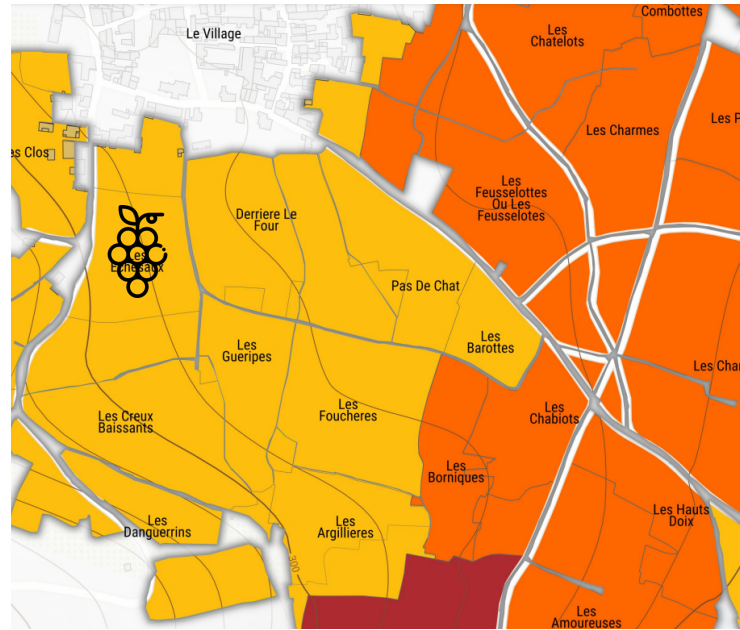 Combottes
Le Village
Les
Chatelots
Les Charmes
Les P
es Clos
Les
Feusselottes
Ou Les
Feusselotes
Derriere Le
Four
Les
Echesaux
Pas De Chat
Les
Barottes
Les
Gueripes
Les Cha
Les
Foucheres
Les
Chabiots
Les Creux
Baissants
Les
Borniques
Les Hauts
Doix
Les
Danguerrins
Les
Argillieres
300
Les
Amoureuses